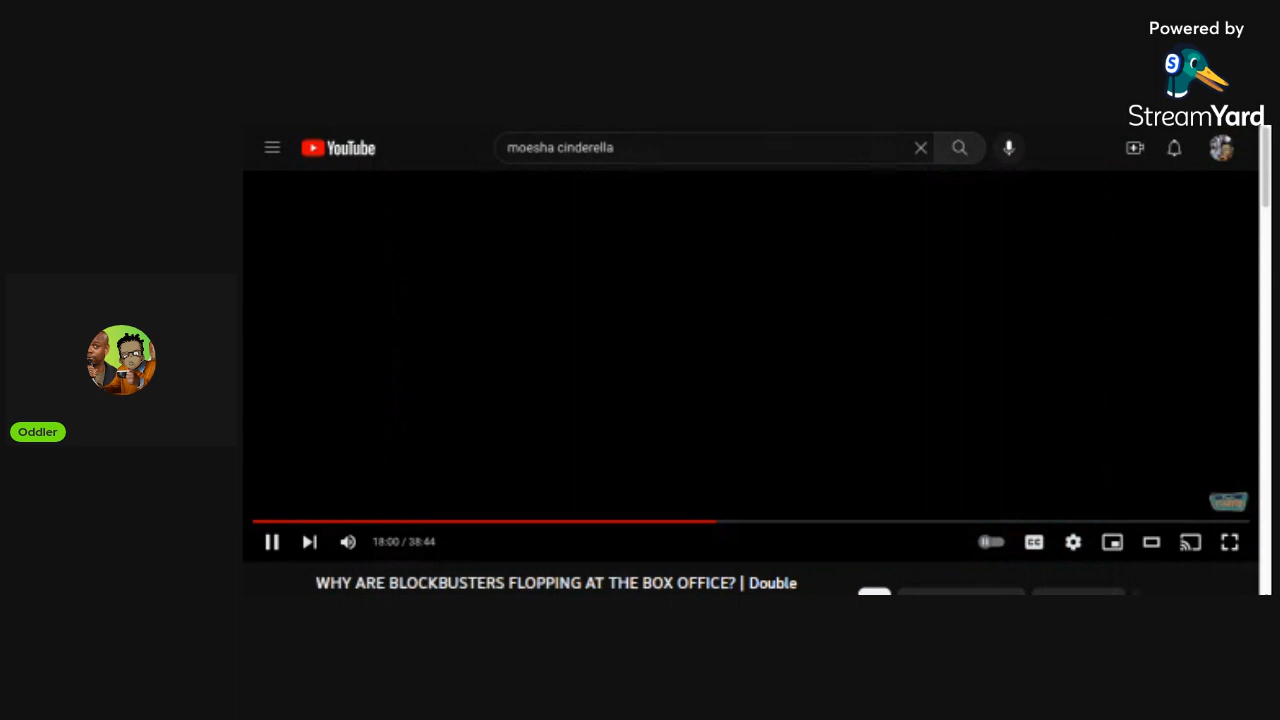 Powered by
S
StreamYard
YouTube
moesha cinderella
Oddler
18:00 / 38:44
CC
WHY ARE BLOCKBUSTERS FLOPPING AT THE BOX OFFICE? | Double